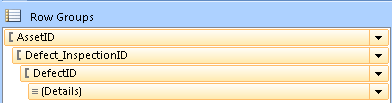 Row Groups
AssetID
Defect_InspectionID
DefectID
(Details)